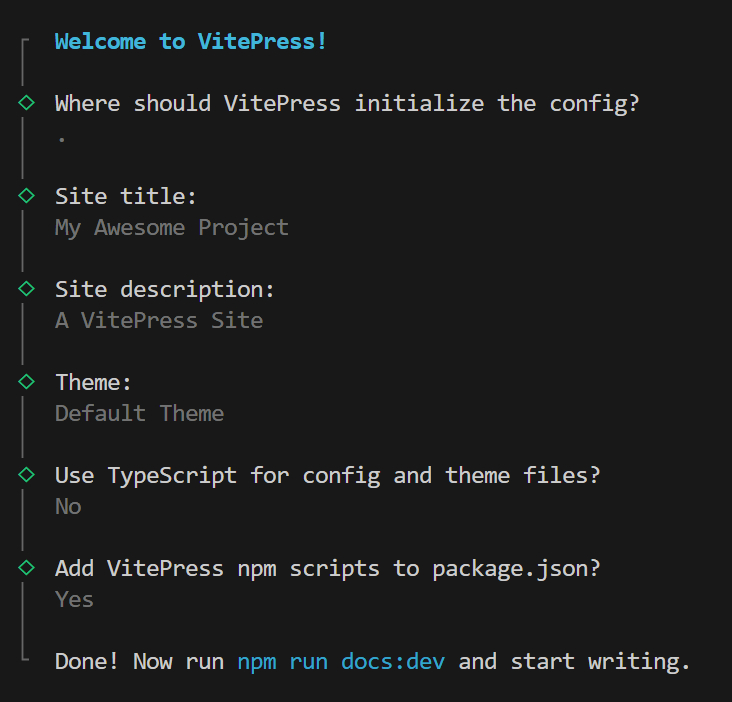 Welcome to VitePress!
Where should VitePress initialize the config?
.
Site title:
My Awesome Project
Site description:
A VitePress Site
Theme:
Default Theme
Use TypeScript for config and theme files?
No
Add VitePress npm scripts to package.json?
Yes
Done! Now run npm run docs:dev and start writing.